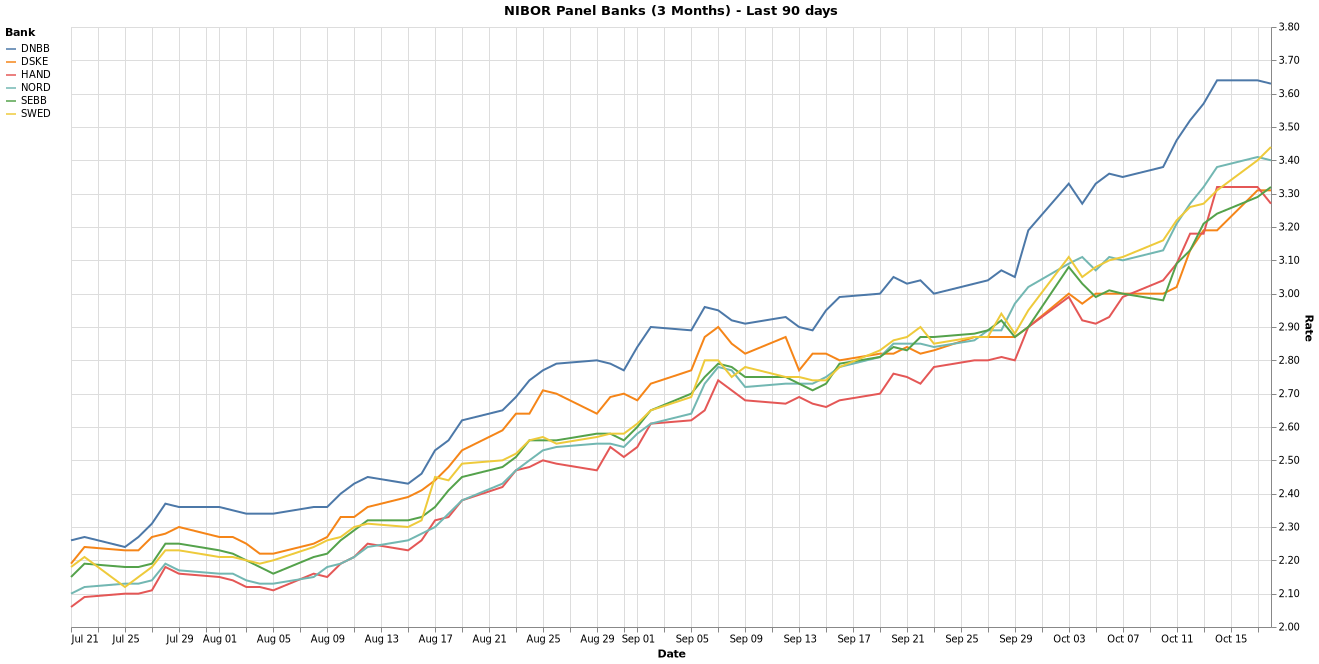 NIBOR Panel Banks (3 Months) - Last 90 days
Bank
DNBB
DSKE
HAND
NORD
SEBB
SWED
3.80
3.70
3.60
3.50
3.40
3.30
3.20
3.10
3.00
2.90
2.80
2.70
2.60
2.50
2.40
2.30
2.20
2.10
2.00
Rate
Jul 21 Jul 25 Jul 29 Aug 01 Aug 05 Aug 09 Aug 13 Aug 17 Aug 21 Aug 25 Aug 29 Sep 01 Sep 05 Sep 09 Sep 13 Sep 17 Sep 21 Sep 25 Sep 29 Oct 03 Oct 07 Oct 11 Oct 15
Date